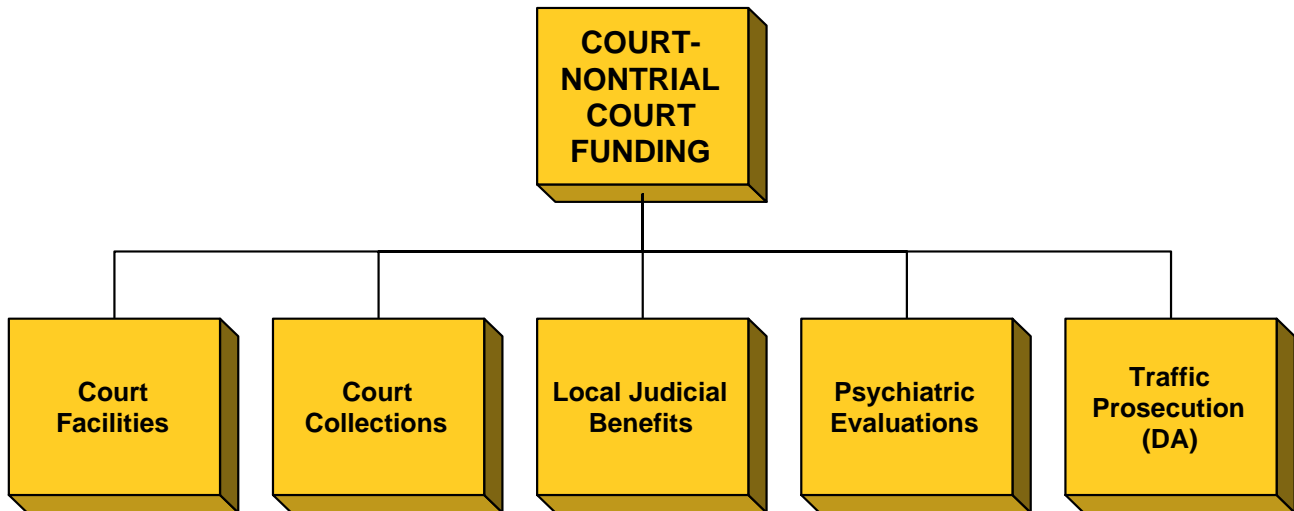 COURT-
NONTRIAL
COURT
FUNDING
Court
Facilities
Court
Collections
Local Judicial
Benefits
Psychiatric
Evaluations
Traffic
Prosecution
(DA)